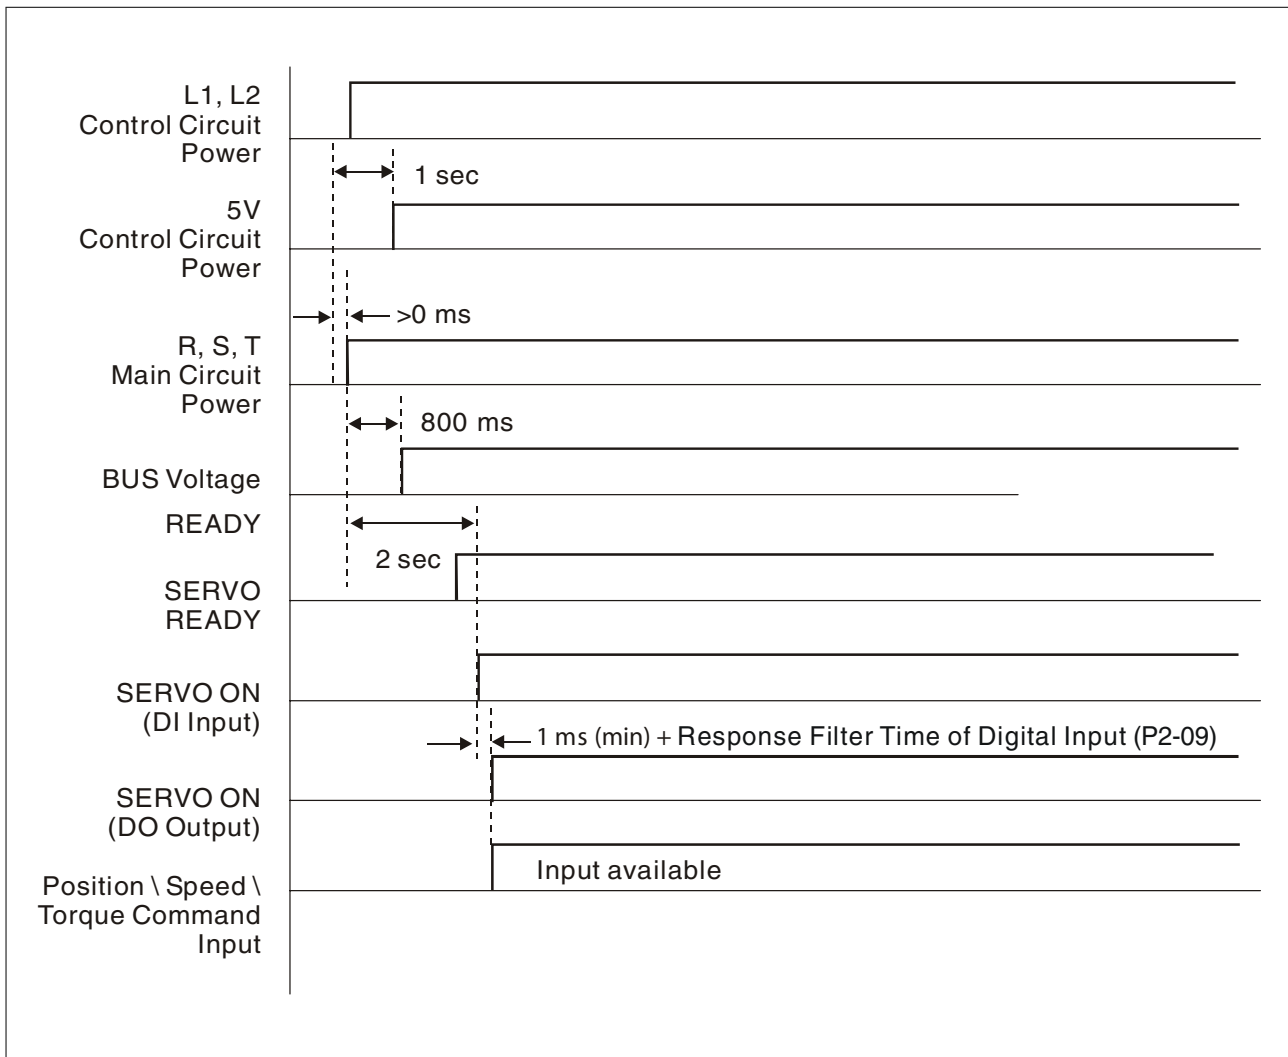 L1, L2
Control Circuit
Power
1 sec
5V
Control Circuit
Power
>0 ms
R, S, T
Main Circuit
Power
800 ms
BUS Voltage
READY
2 sec
SERVO
READY
SERVO ON
(DI Input)
1 ms (min) + Response Filter Time of Digital Input (P2-09)
SERVO ON
(DO Output)
Input available
Position \ Speed \
Torque Command
Input